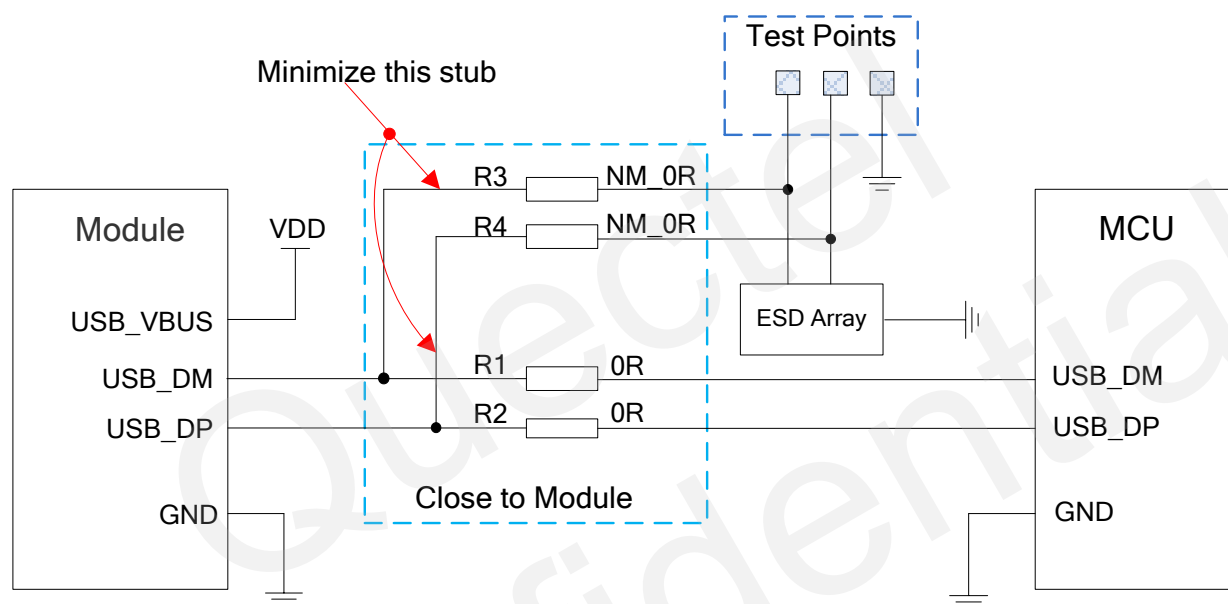 Test Points
Minimize this stub
R3 NM_0R
R4 NM_0R
Module
VDD
MCU
USB_VBUS
ESD Array
USB_DM
R1 0R
USB_DM
USB_DP
R2 0R
USB_DP
Close to Module
GND
GND
Quectel
fidential